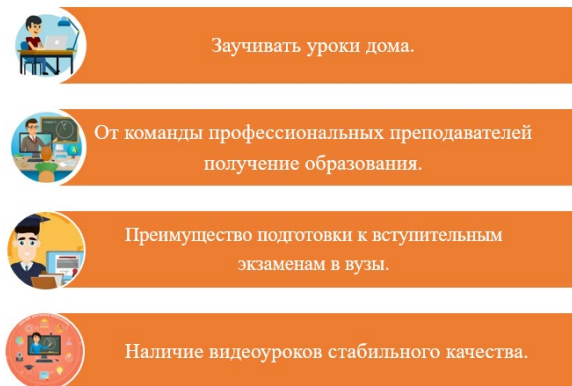 Заучивать уроки дома.
От команды профессиональных преподавателей
получение образования.
Преимущество подготовки к вступительным
экзаменам в вузы.
Наличие видеоуроков стабильного качества.